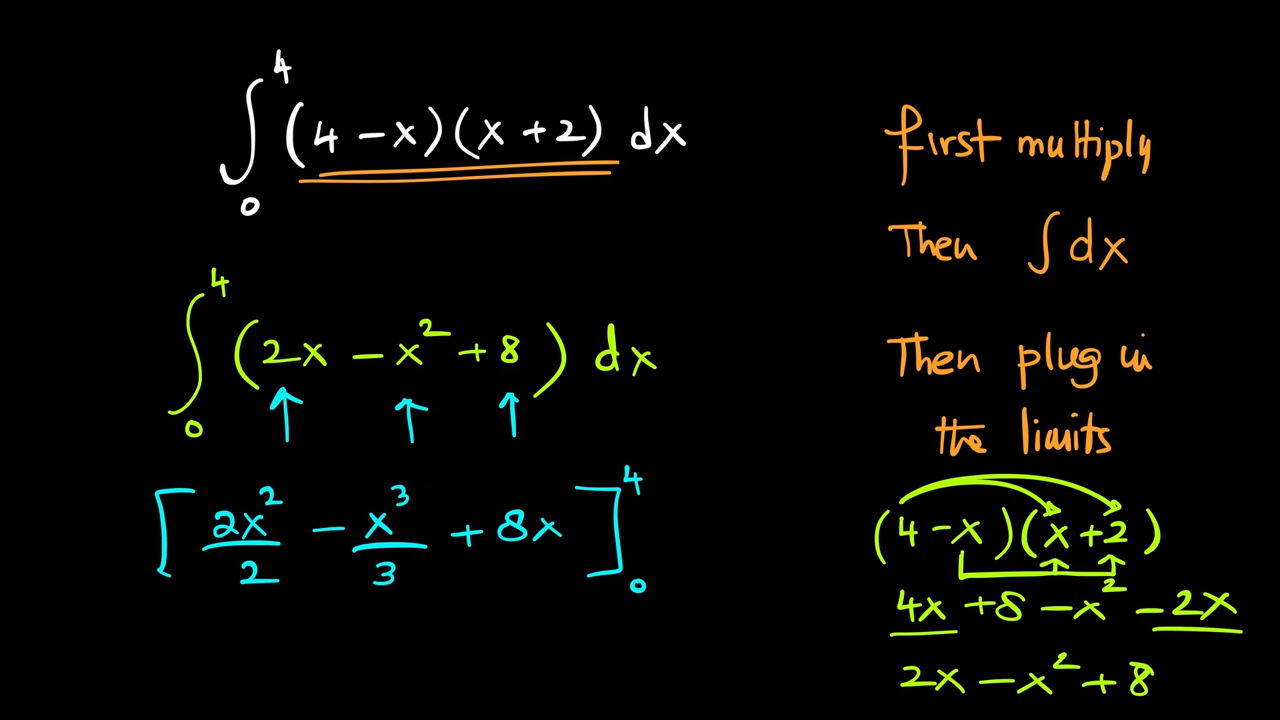 ∫₀⁴ (4 − x)(x + 2) dx
∫₀⁴ (2x − x² + 8) dx
[2x²/2 − x³/3 + 8x]₀⁴
first multiply
Then ∫ dx
Then plug in
the limits
(4 − x)(x + 2)
4x + 8 − x² − 2x
2x − x² + 8